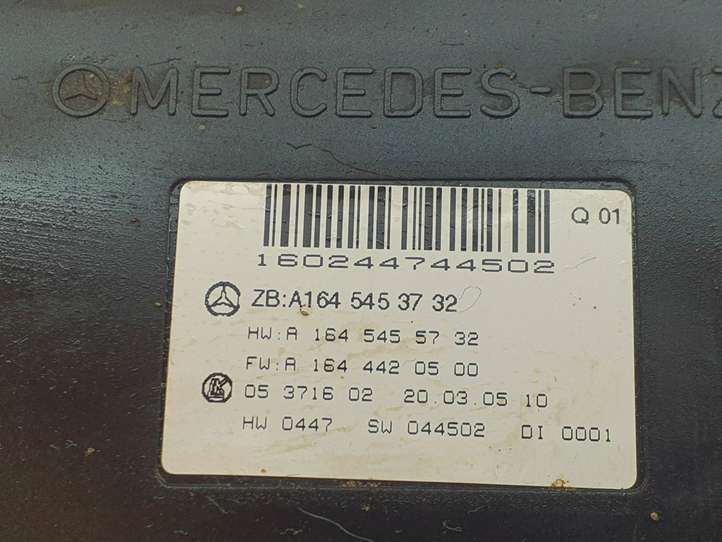 MERCEDES-BENZ
Q 01
160244744502
ZB:A164 545 37 32
HW:A 164 545 57 32
FW:A 164 442 05 00
05 3716 02 20.03.05 10
HW 0447 SW 044502 DI 0001